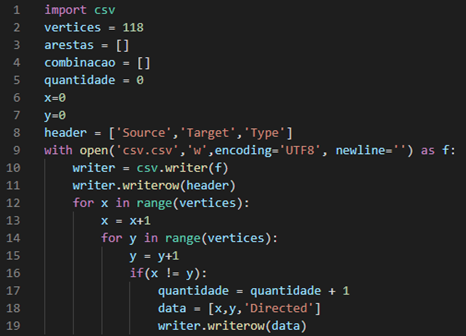 1 import csv
2 vertices = 118
3 arestas = []
4 combinacao = []
5 quantidade = 0
6 x=0
7 y=0
8 header = ['Source','Target','Type']
9 with open('csv.csv','w',encoding='UTF8', newline='') as f:
10     writer = csv.writer(f)
11     writer.writerow(header)
12     for x in range(vertices):
13         x = x+1
14         for y in range(vertices):
15             y = y+1
16             if(x != y):
17                 quantidade = quantidade + 1
18                 data = [x,y,'Directed']
19                 writer.writerow(data)